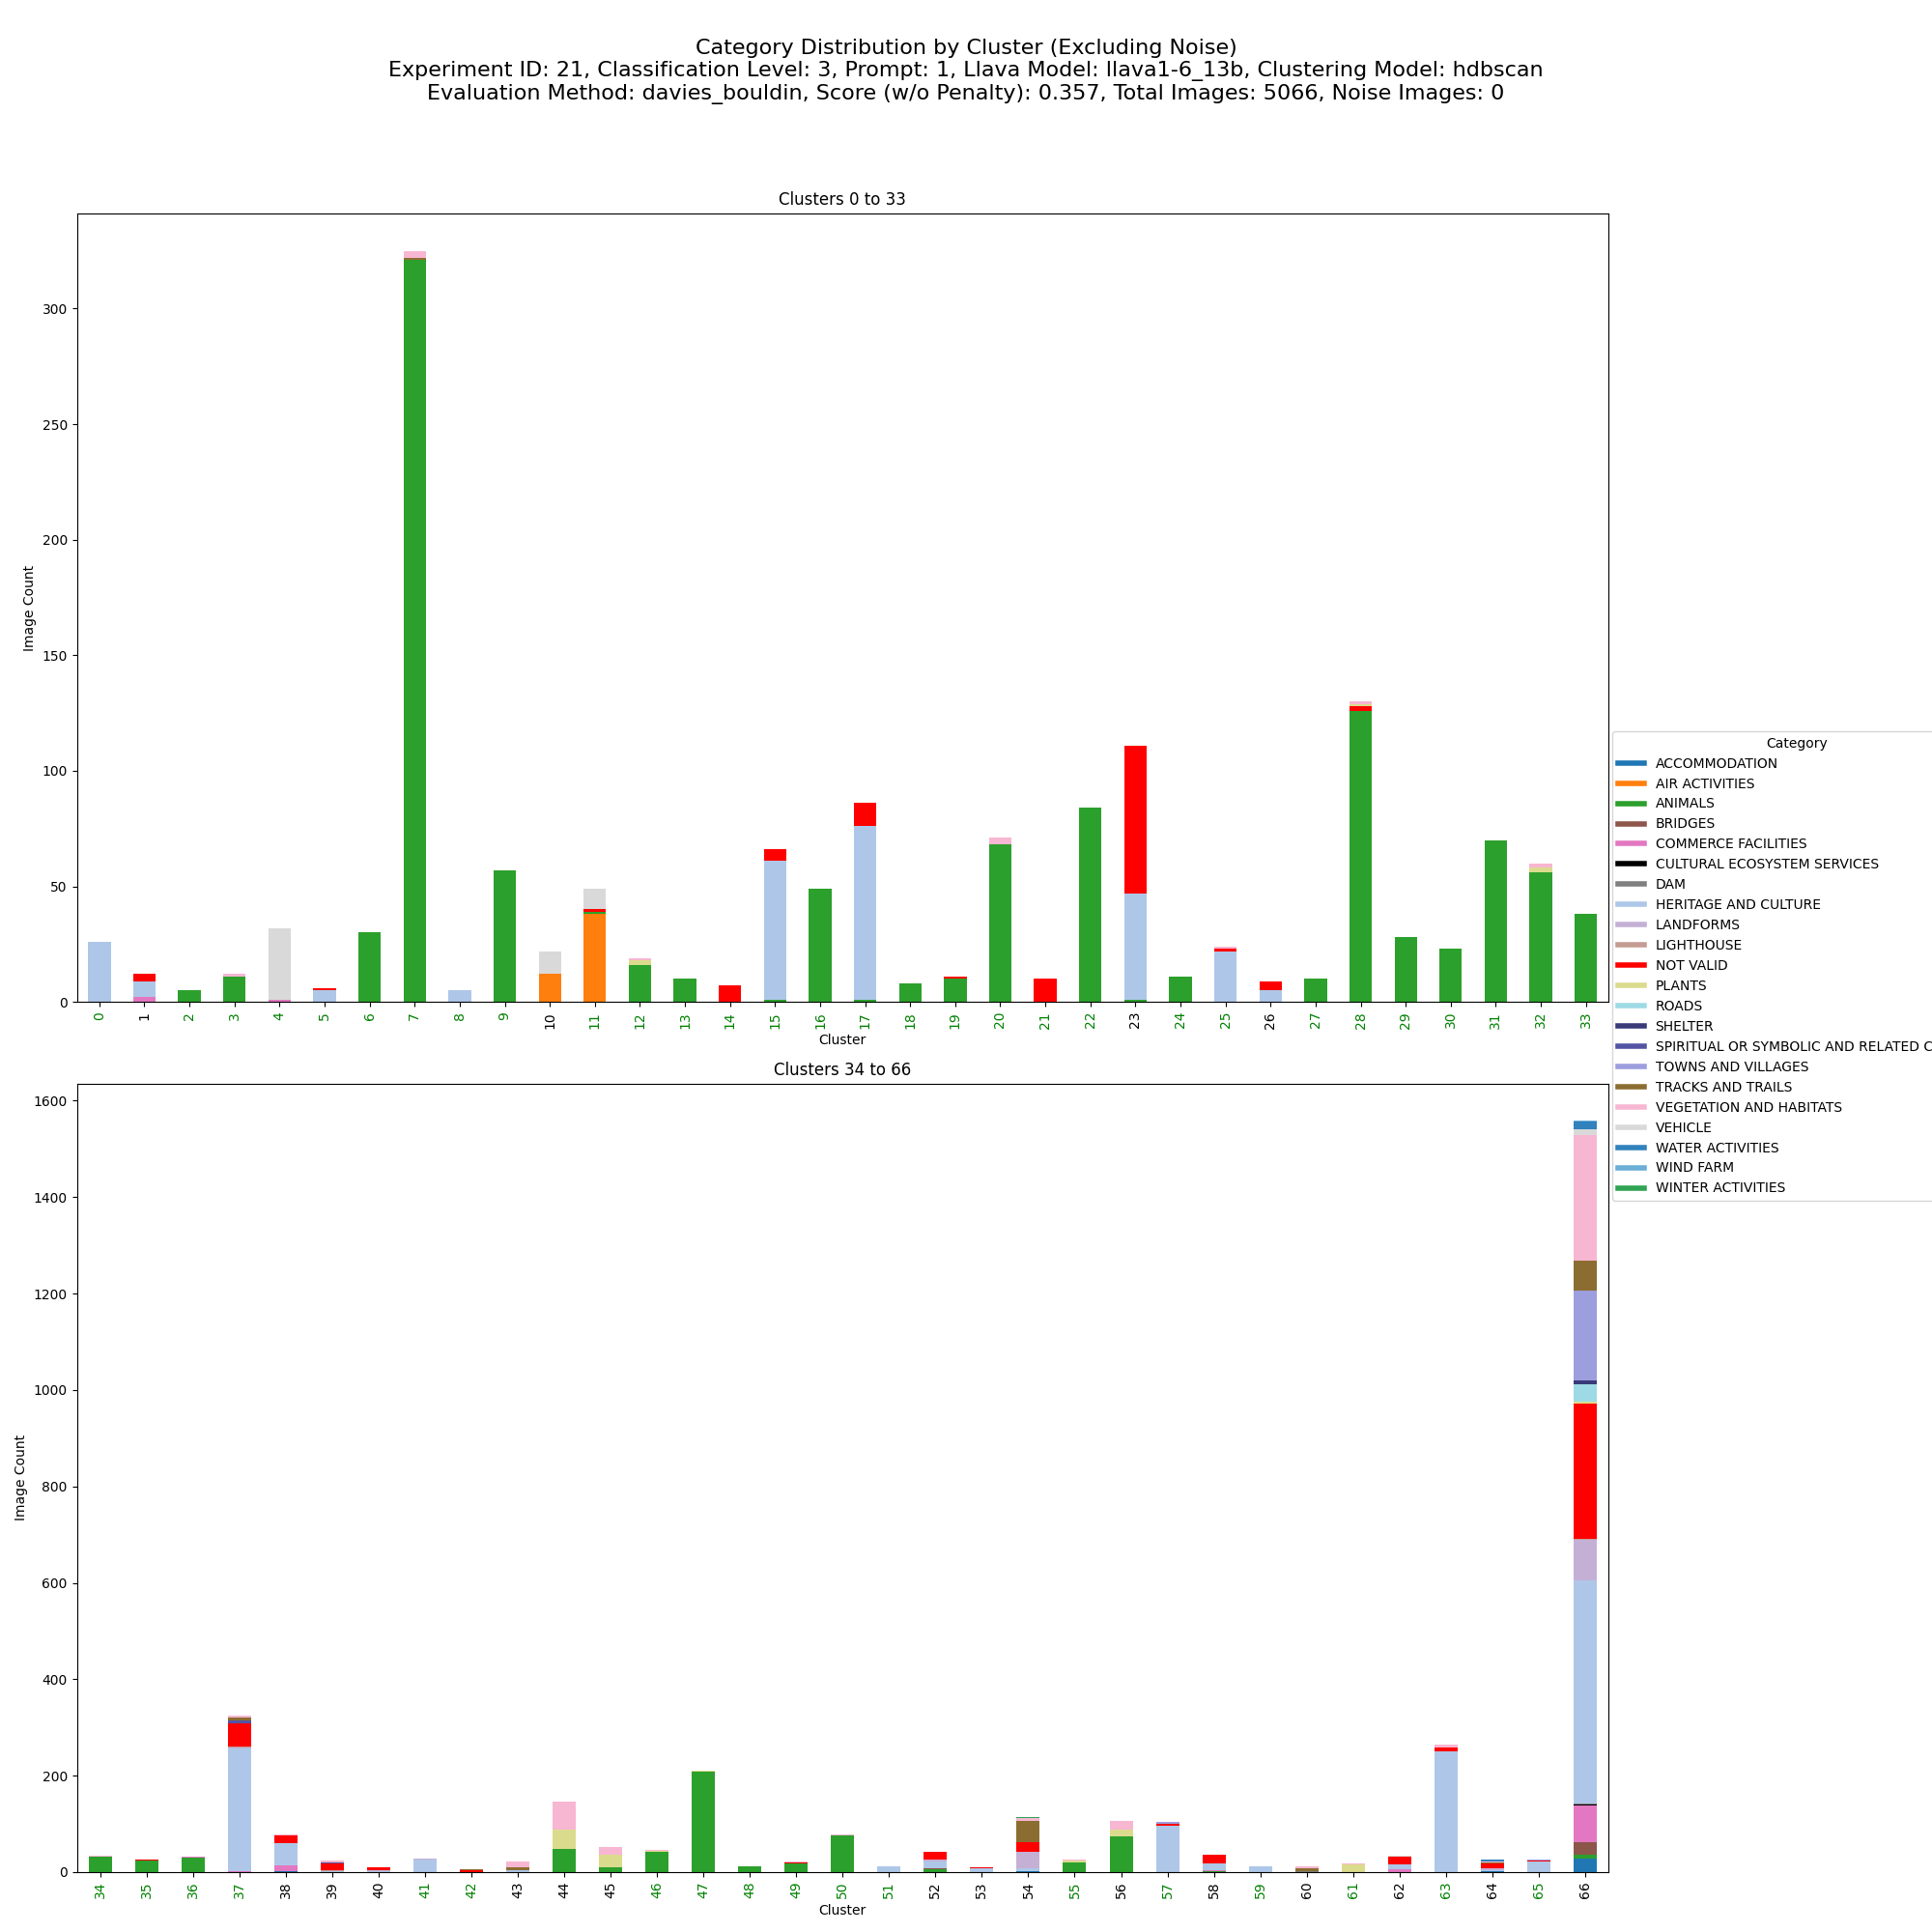 Category Distribution by Cluster (Excluding Noise)
Experiment ID: 21, Classification Level: 3, Prompt: 1, Llava Model: llava1-6_13b, Clustering Model: hdbscan
Evaluation Method: davies_bouldin, Score (w/o Penalty): 0.357, Total Images: 5066, Noise Images: 0
Clusters 0 to 33
Image Count
300
250
200
150
100
50
0
0 1 2 3 4 5 6 7 8 9 10 11 12 13 14 15 16 17 18 19 20 21 22 23 24 25 26 27 28 29 30 31 32 33
Cluster
Category
ACCOMMODATION
AIR ACTIVITIES
ANIMALS
BRIDGES
COMMERCE FACILITIES
CULTURAL ECOSYSTEM SERVICES
DAM
HERITAGE AND CULTURE
LANDFORMS
LIGHTHOUSE
NOT VALID
PLANTS
ROADS
SHELTER
SPIRITUAL OR SYMBOLIC AND RELATED C
TOWNS AND VILLAGES
TRACKS AND TRAILS
VEGETATION AND HABITATS
VEHICLE
WATER ACTIVITIES
WIND FARM
WINTER ACTIVITIES
Clusters 34 to 66
Image Count
1600
1400
1200
1000
800
600
400
200
0
34 35 36 37 38 39 40 41 42 43 44 45 46 47 48 49 50 51 52 53 54 55 56 57 58 59 60 61 62 63 64 65 66
Cluster